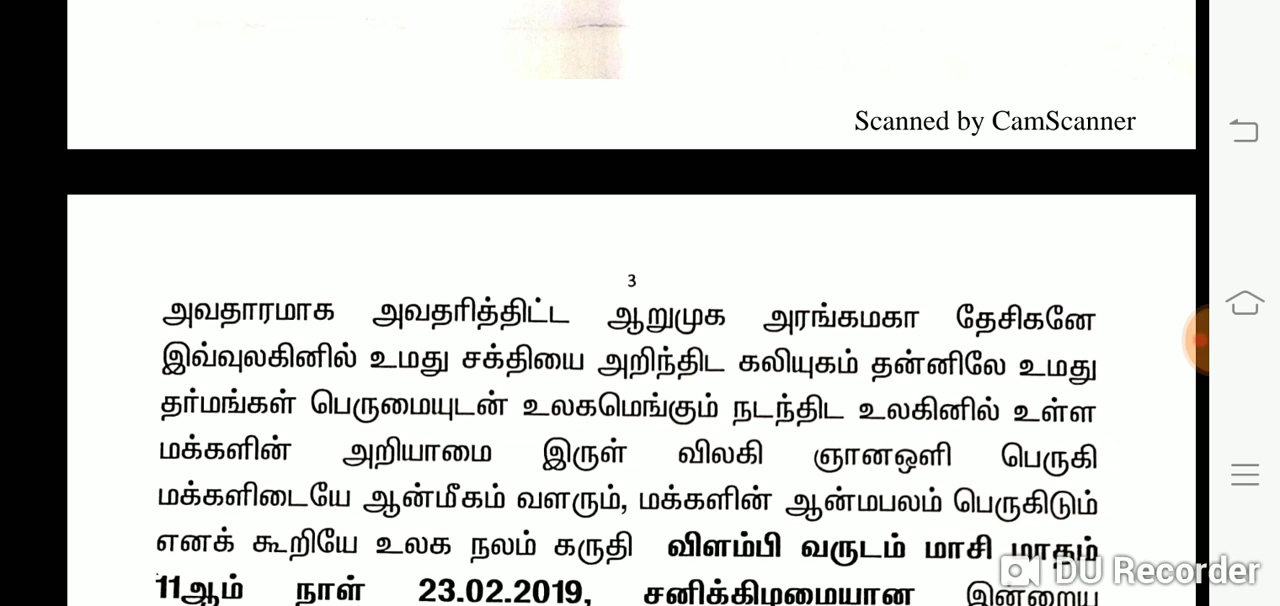 Scanned by CamScanner
3
அவதாரமாக அவதரித்திட்ட ஆறுமுக அரங்கமகா தேசிகனே
இவ்வுலகினில் உமது சக்தியை அறிந்திட கலியுகம் தன்னிலே உமது
தர்மங்கள் பெருமையுடன் உலகமெங்கும் நடந்திட உலகினில் உள்ள
மக்களின் அறியாமை இருள் விலகி ஞானஒளி பெருகி
மக்களிடையே ஆன்மீகம் வளரும், மக்களின் ஆன்மபலம் பெருகிடும்
எனக் கூறியே உலக நலம் கருதி விளம்பி வருடம் மாசி மாதம்
11ஆம் நாள் 23.02.2019, சனிக்கிழமையான இன்றைய
DU Recorder